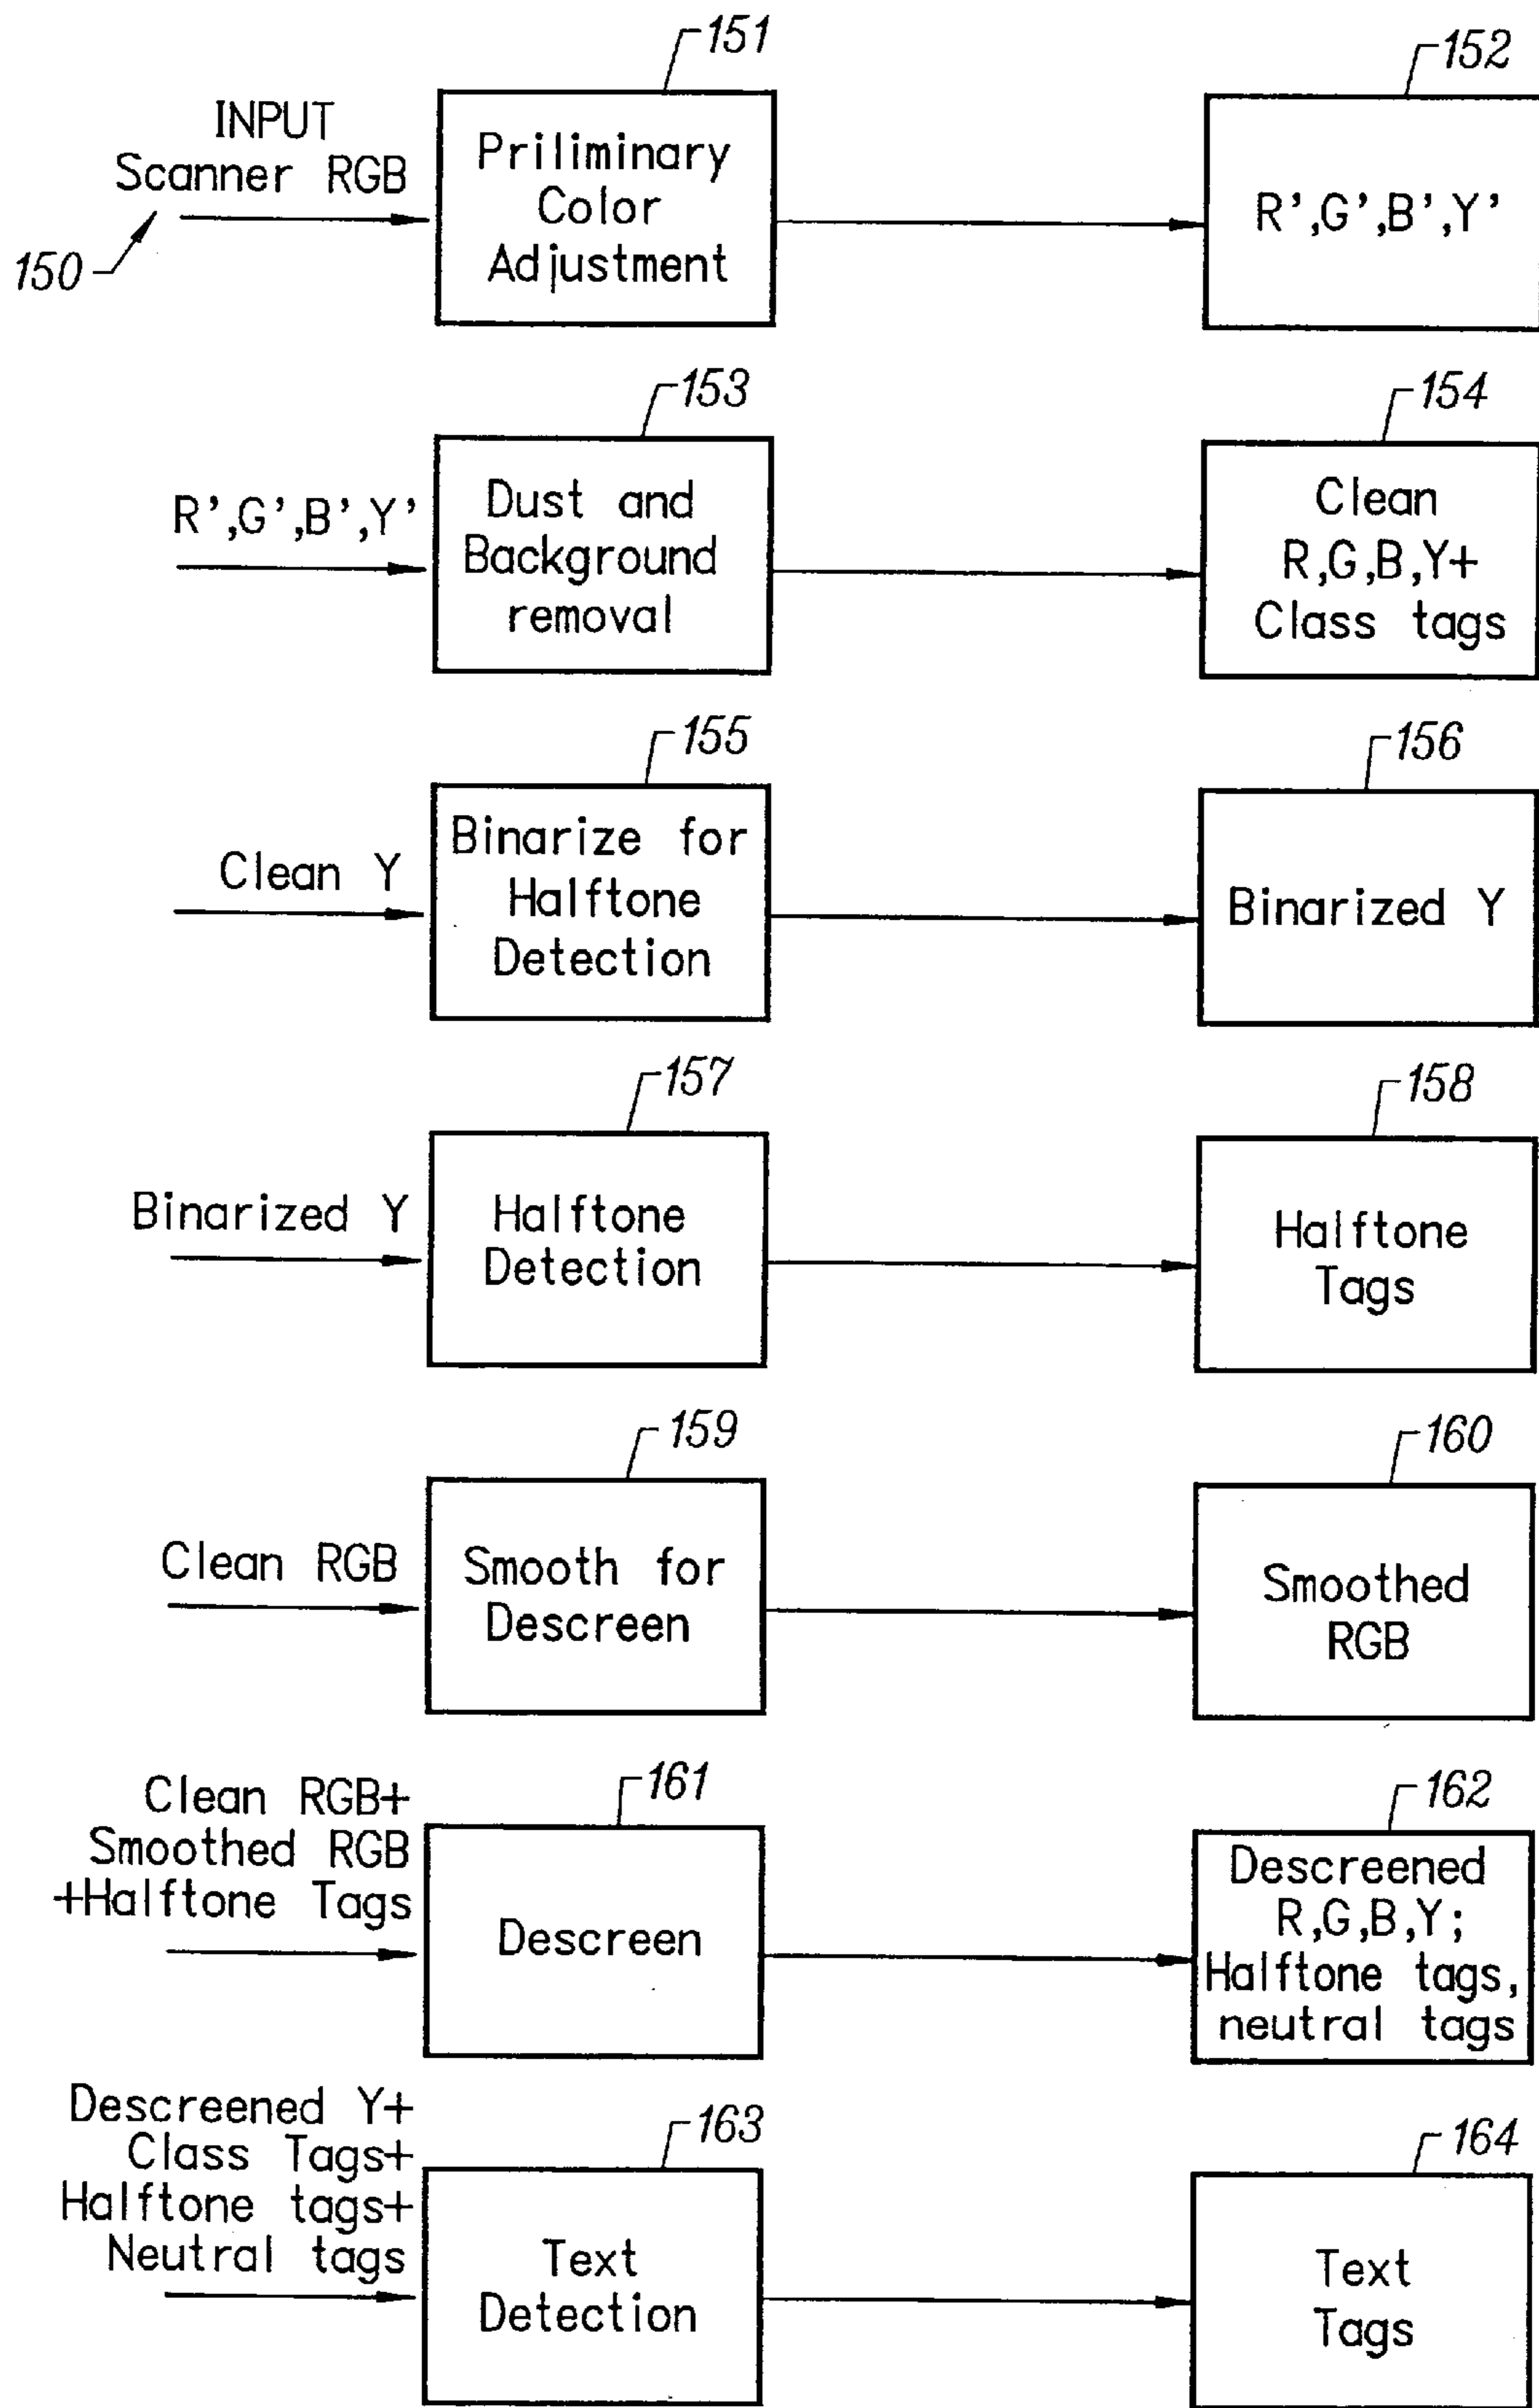 151
152
INPUT
Scanner RGB
150
Priliminary
Color
Adjustment
R',G',B',Y'
153
154
R',G',B',Y'
Dust and
Background
removal
Clean
R,G,B,Y+
Class tags
155
156
Clean Y
Binarize for
Halftone
Detection
Binarized Y
157
158
Binarized Y
Halftone
Detection
Halftone
Tags
159
160
Clean RGB
Smooth for
Descreen
Smoothed
RGB
161
162
Clean RGB+
Smoothed RGB
+Halftone Tags
Descreen
Descreened
R,G,B,Y;
Halftone tags,
neutral tags
163
164
Descreened Y+
Class Tags+
Halftone tags+
Neutral tags
Text
Detection
Text
Tags